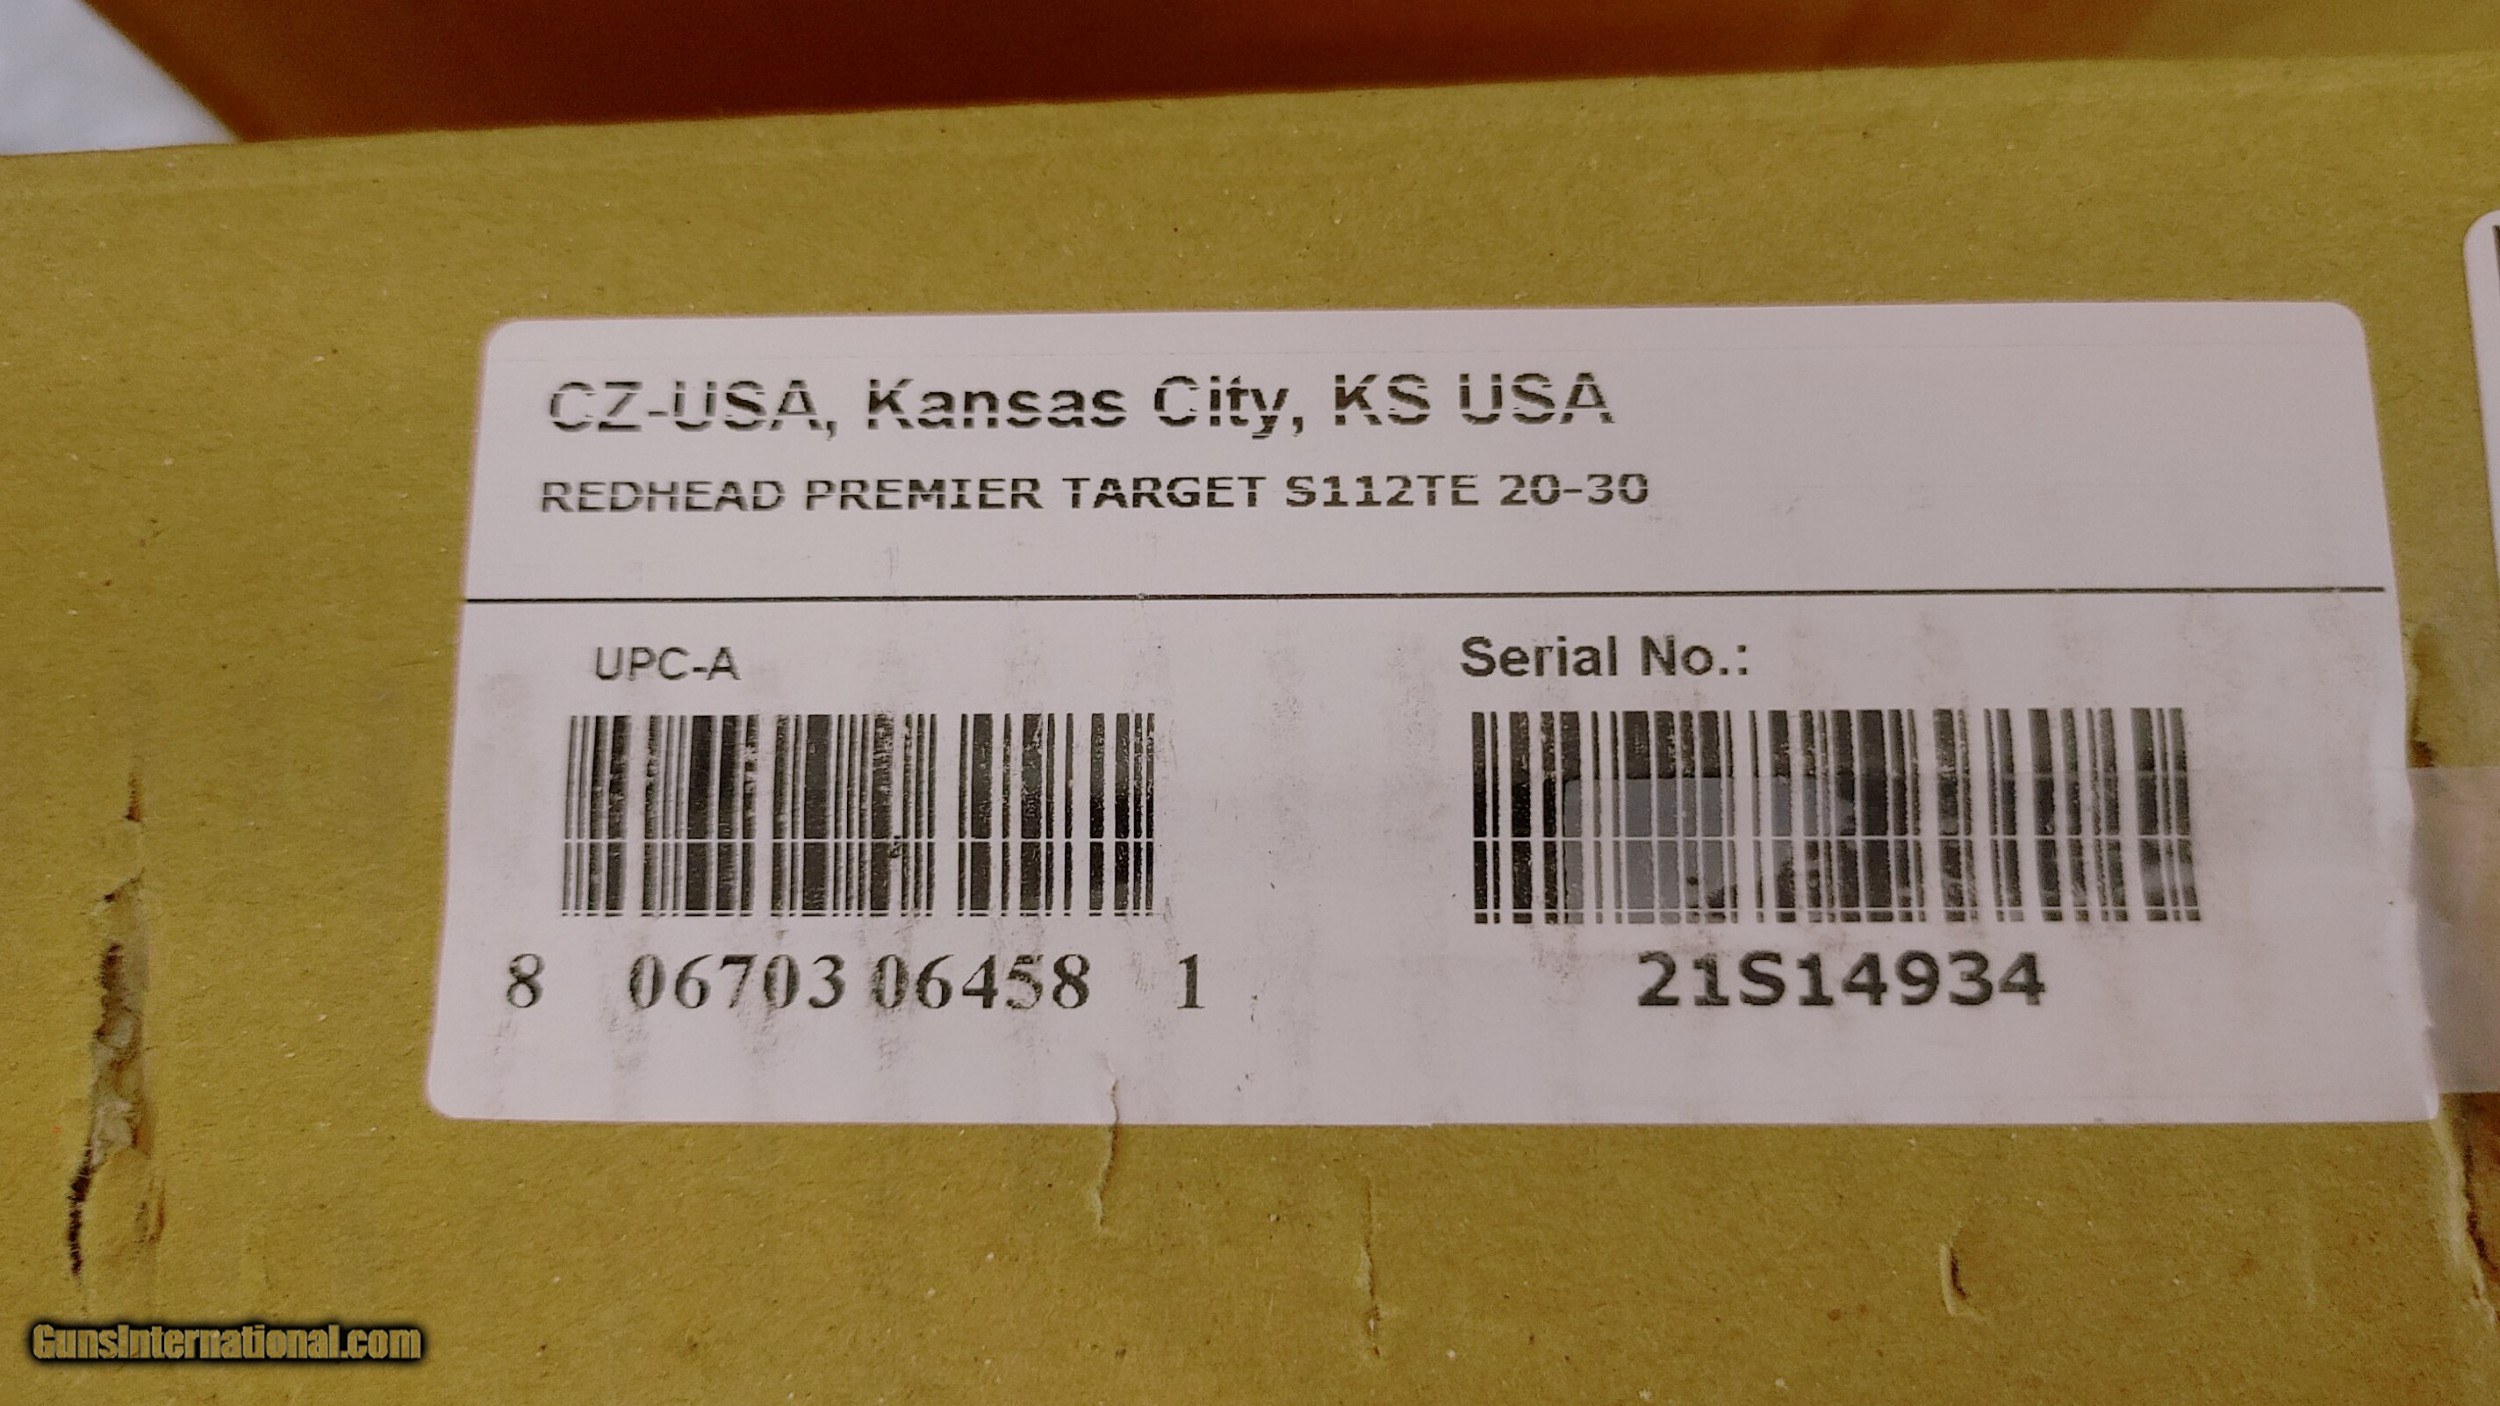 CZ-USA, Kansas City, KS USA
REDHEAD PREMIER TARGET S112TE 20-30
UPC-A
Serial No.:
8 06703 06458 1
21S14934
GunsInternational.com